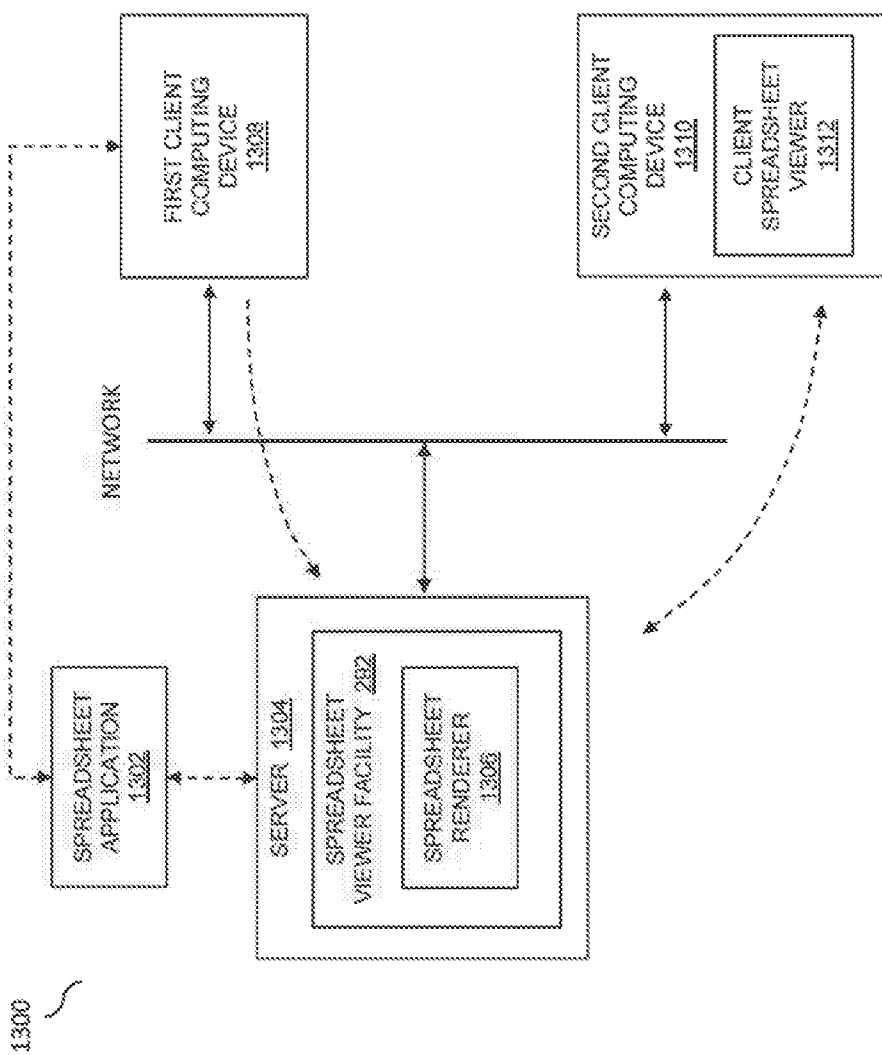 1300
SPREADSHEET
APPLICATION
1302
SERVER 1304
SPREADSHEET
VIEWER FACILITY 282
SPREADSHEET
RENDERER
1306
NETWORK
FIRST CLIENT
COMPUTING
DEVICE
1308
SECOND CLIENT
COMPUTING
DEVICE
1310
CLIENT
SPREADSHEET
VIEWER
1312